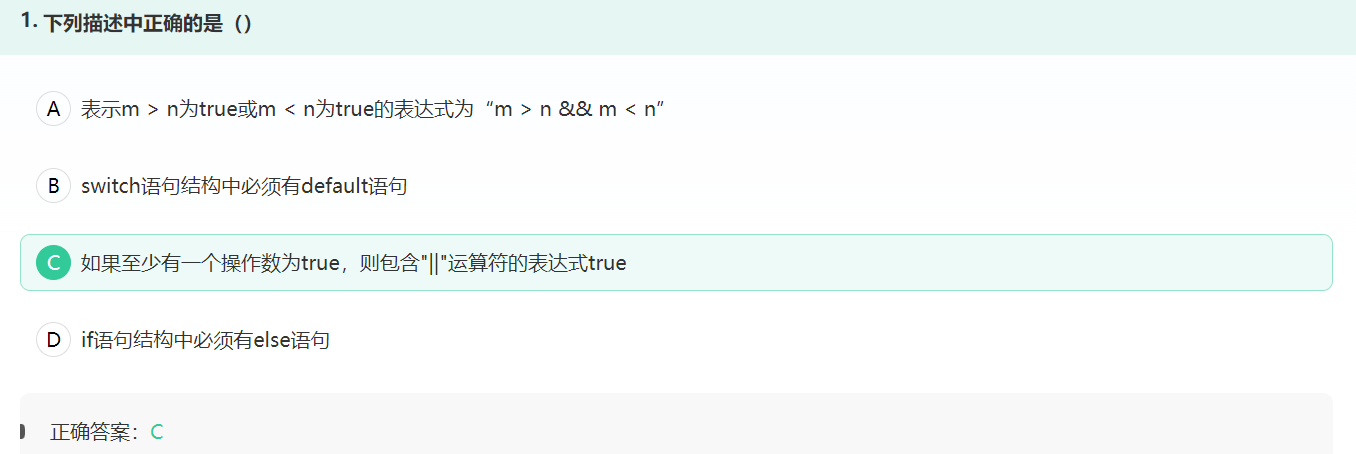 1. 下列描述中正确的是（）
A 表示m > n为true或m < n为true的表达式为“m > n && m < n”
B switch语句结构中必须有default语句
C 如果至少有一个操作数为true，则包含"||"运算符的表达式true
D if语句结构中必须有else语句
正确答案：C